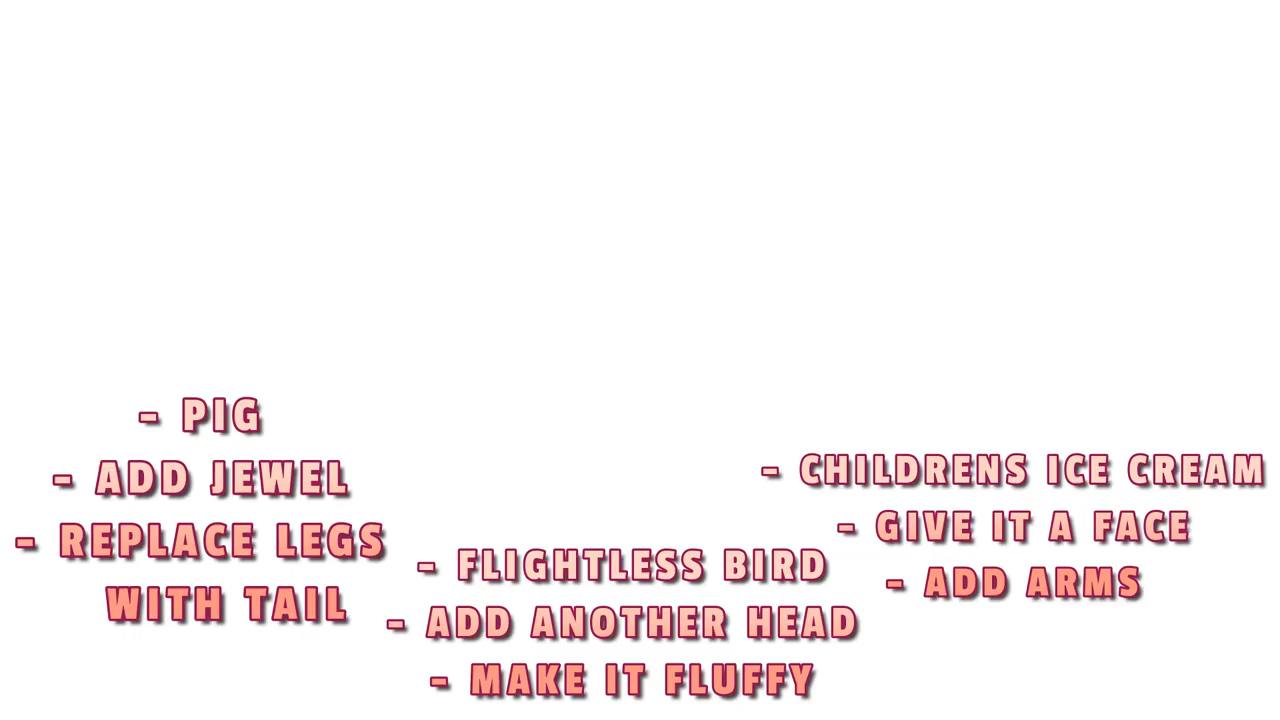 - PIG
- ADD JEWEL
- REPLACE LEGS
WITH TAIL
- FLIGHTLESS BIRD
- ADD ANOTHER HEAD
- MAKE IT FLUFFY
- CHILDRENS ICE CREAM
- GIVE IT A FACE
- ADD ARMS